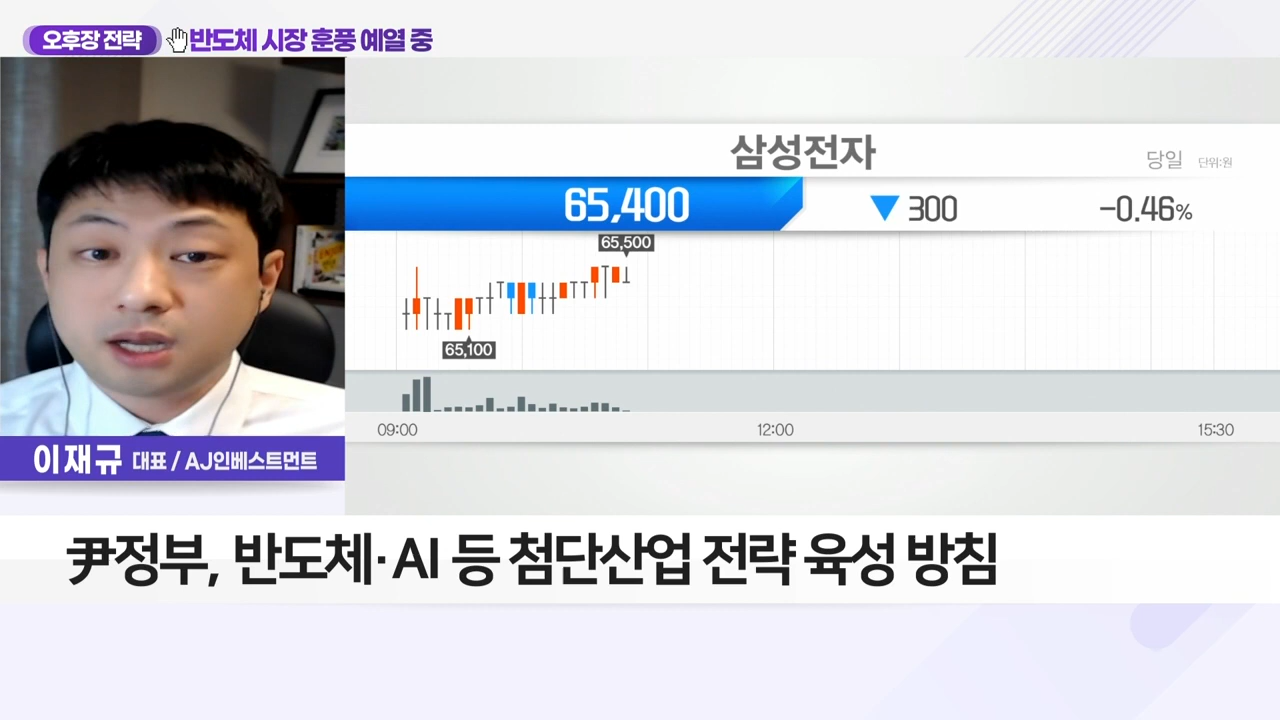 오후장 전략 반도체 시장 훈풍 예열 중
삼성전자
당일 단위:원
65,400 ▼ 300 -0.46%
65,500
65,100
09:00 12:00 15:30
이재규 대표 / AJ인베스트먼트
尹정부, 반도체·AI 등 첨단산업 전략 육성 방침